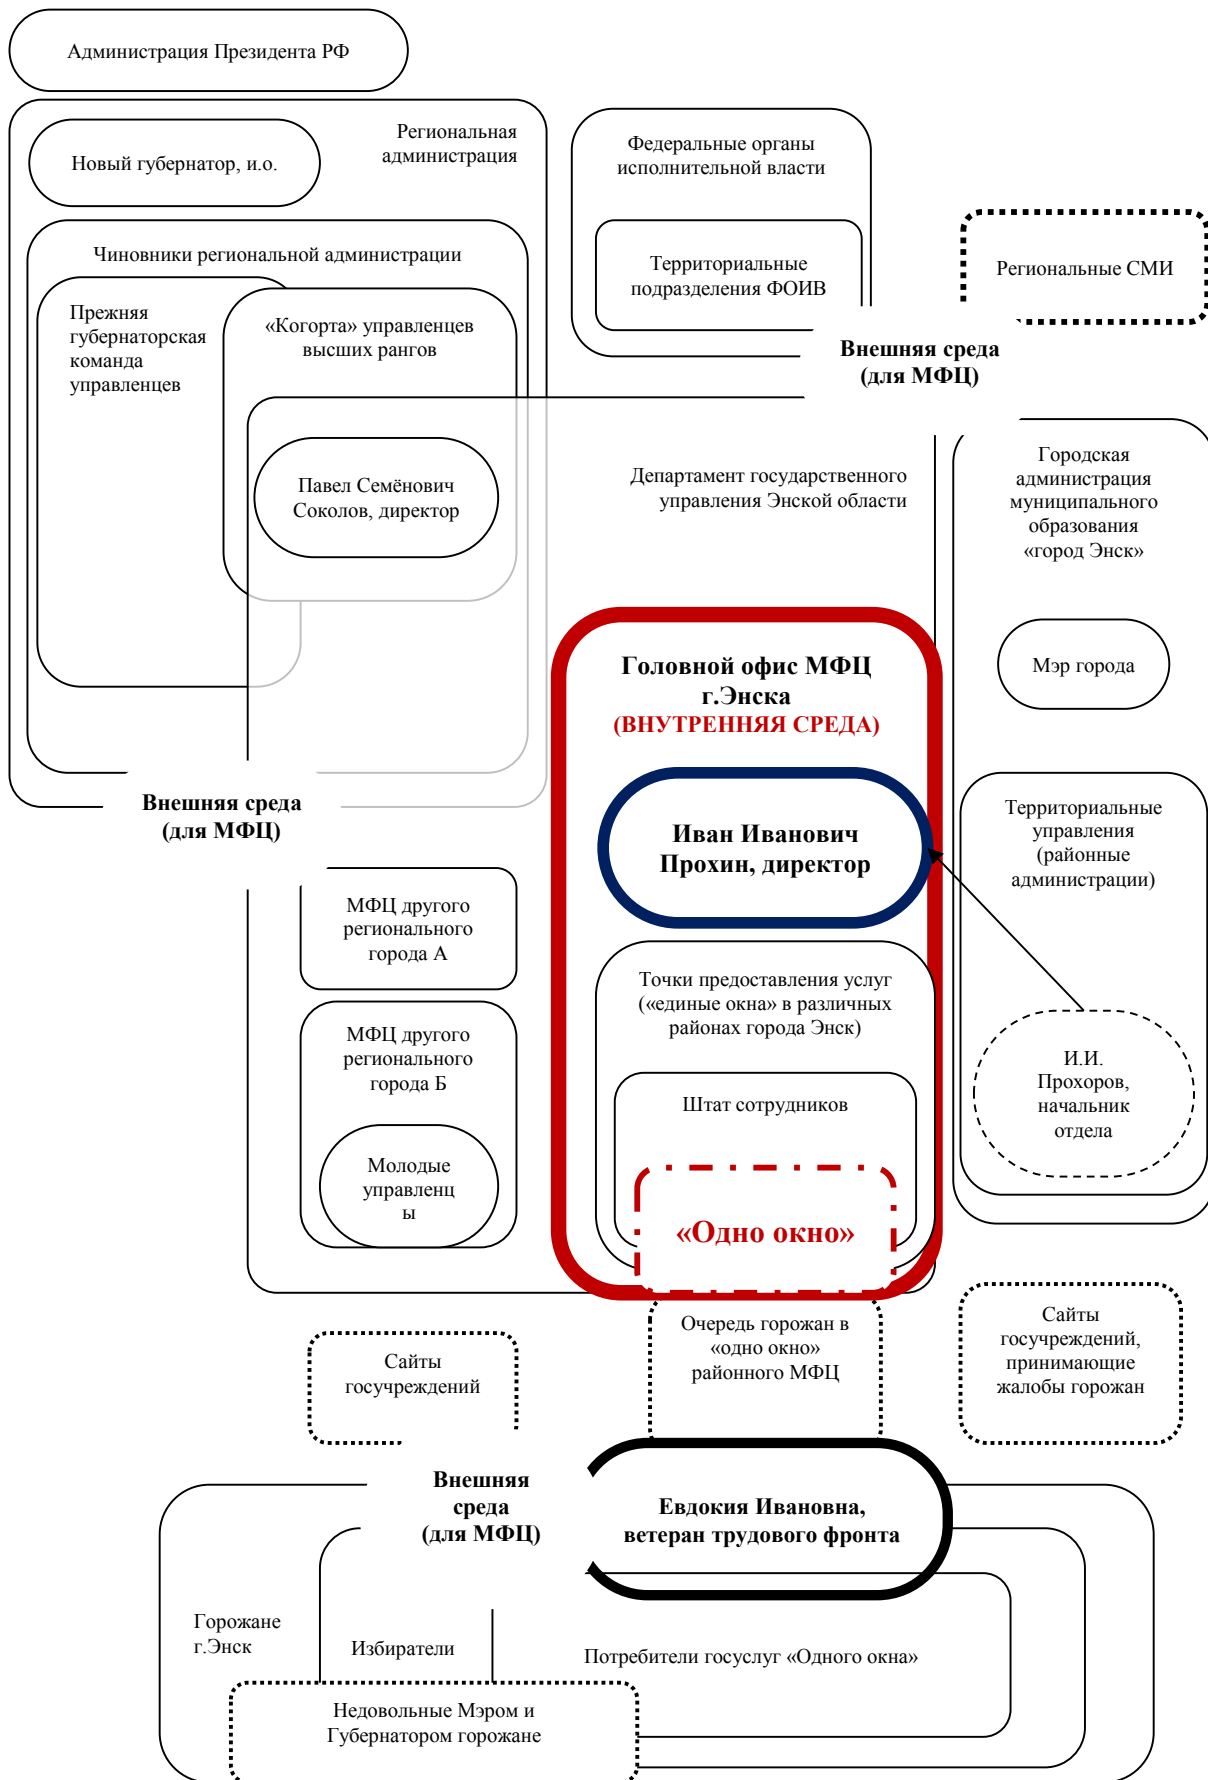 Администрация Президента РФ
Региональная
администрация
Новый губернатор, и.о.
Чиновники региональной администрации
Прежняя
губернаторская
команда
управленцев
«Когорта» управленцев
высших рангов
Павел Семёнович
Соколов, директор
Федеральные органы
исполнительной власти
Территориальные
подразделения ФОИВ
Региональные СМИ
Внешняя среда
(для МФЦ)
Департамент государственного
управления Энской области
Городская
администрация
муниципального
образования
«город Энск»
Мэр города
Территориальные
управления
(районные
администрации)
И.И.
Прохоров,
начальник
отдела
Головной офис МФЦ
г.Энска
(ВНУТРЕННЯЯ СРЕДА)
Иван Иванович
Прохин, директор
Точки предоставления услуг
(«единые окна» в различных
районах города Энск)
Штат сотрудников
«Одно окно»
Внешняя среда
(для МФЦ)
МФЦ другого
регионального
города А
МФЦ другого
регионального
города Б
Молодые
управленц
ы
Сайты
госучреждений
Очередь горожан в
«одно окно»
районного МФЦ
Сайты
госучреждений,
принимающие
жалобы горожан
Внешняя
среда
(для МФЦ)
Евдокия Ивановна,
ветеран трудового фронта
Горожане
г.Энск
Избиратели
Потребители госуслуг «Одного окна»
Недовольные Мэром и
Губернатором горожане